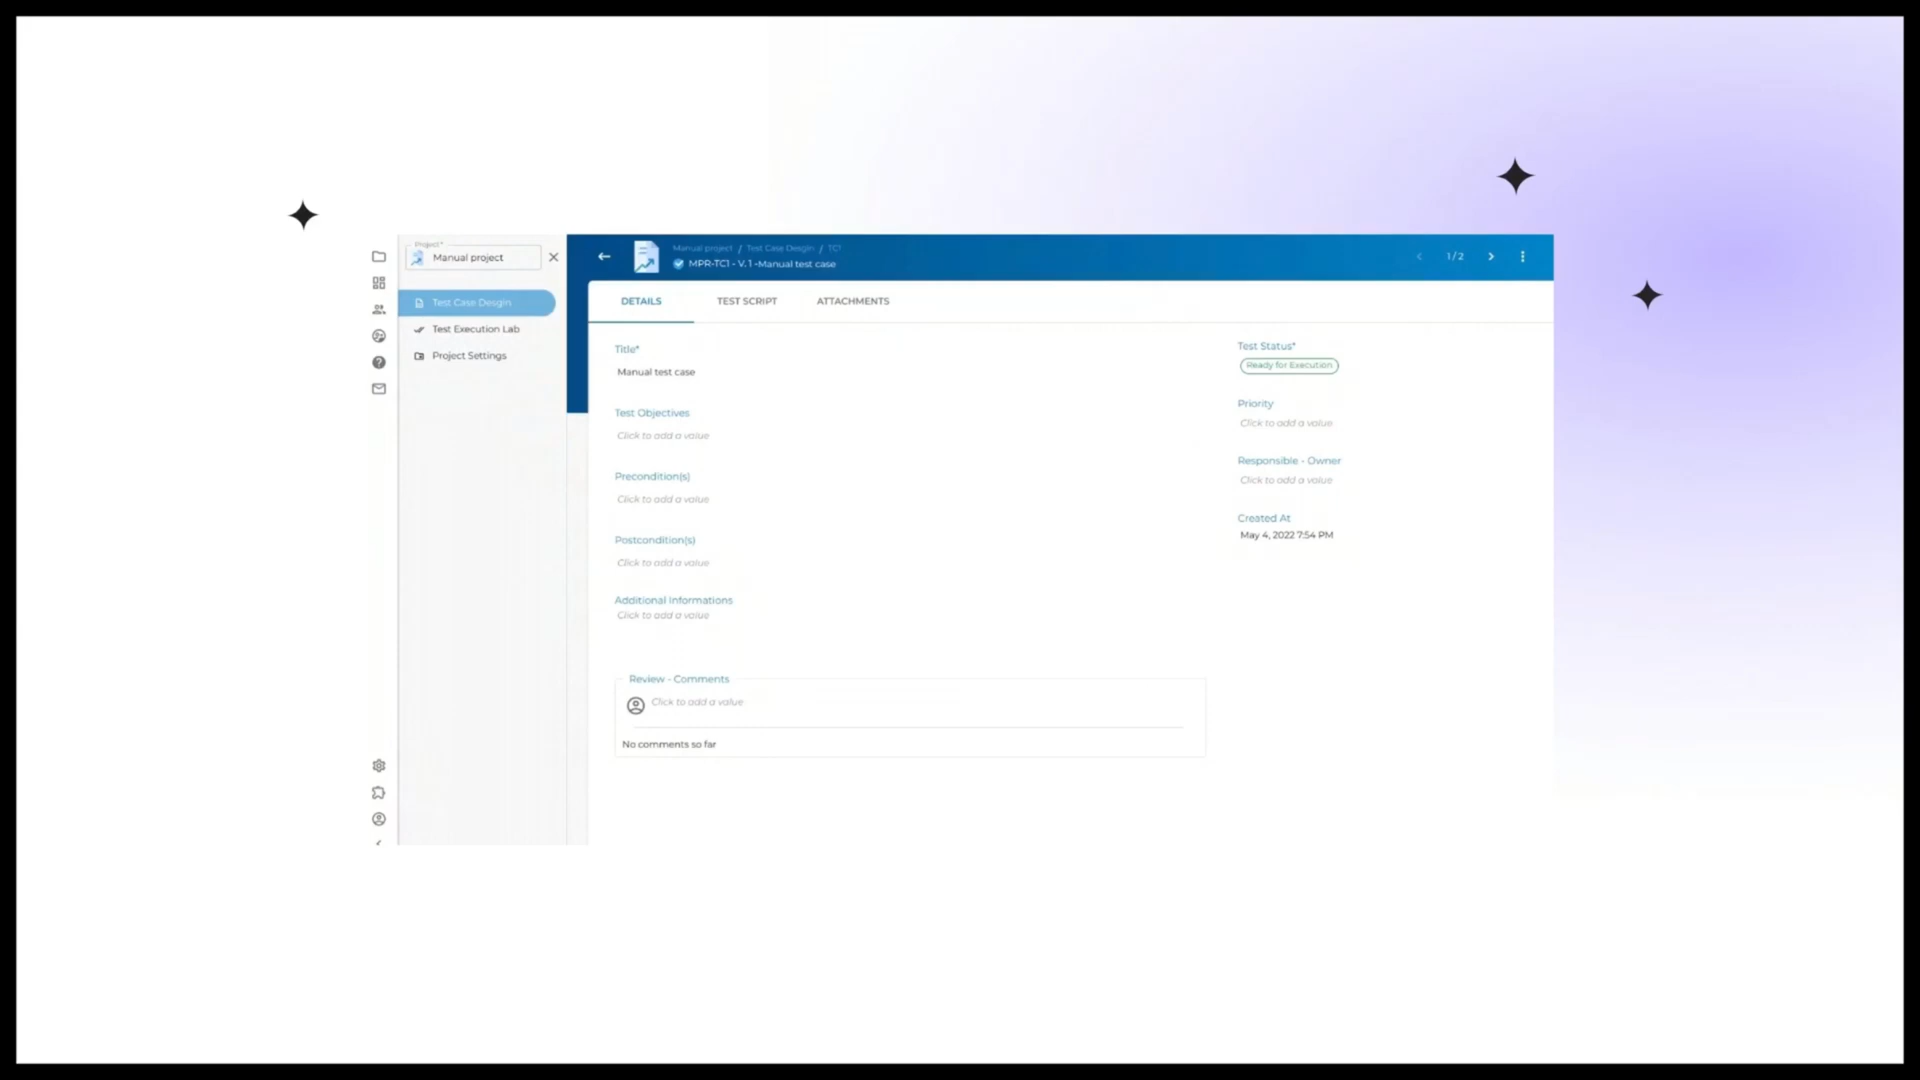 Project*
Manual project
Test Case Desgin
Test Execution Lab
Project Settings
Manual project / Test Case Desgin / TC1
MPR-TC1 - V. 1 -Manual test case
1/2
DETAILS
TEST SCRIPT
ATTACHMENTS
Title*
Manual test case
Test Objectives
Click to add a value
Precondition(s)
Click to add a value
Postcondition(s)
Click to add a value
Additional Informations
Click to add a value
Review - Comments
Click to add a value
No comments so far
Test Status*
Ready for Execution
Priority
Click to add a value
Responsible - Owner
Click to add a value
Created At
May 4, 2022 7:54 PM